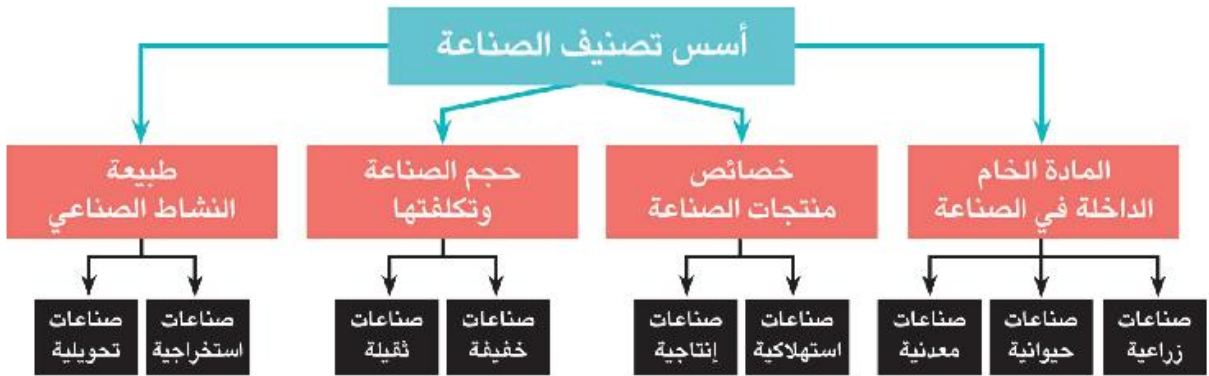 أسس تصنيف الصناعة
المادة الخام
الداخلة في الصناعة
خصائص
منتجات الصناعة
حجم الصناعة
وتكلفتها
طبيعة
النشاط الصناعي
صناعات
زراعية
صناعات
حيوانية
صناعات
معدنية
صناعات
استهلاكية
صناعات
إنتاجية
صناعات
خفيفة
صناعات
ثقيلة
صناعات
استخراجية
صناعات
تحويلية